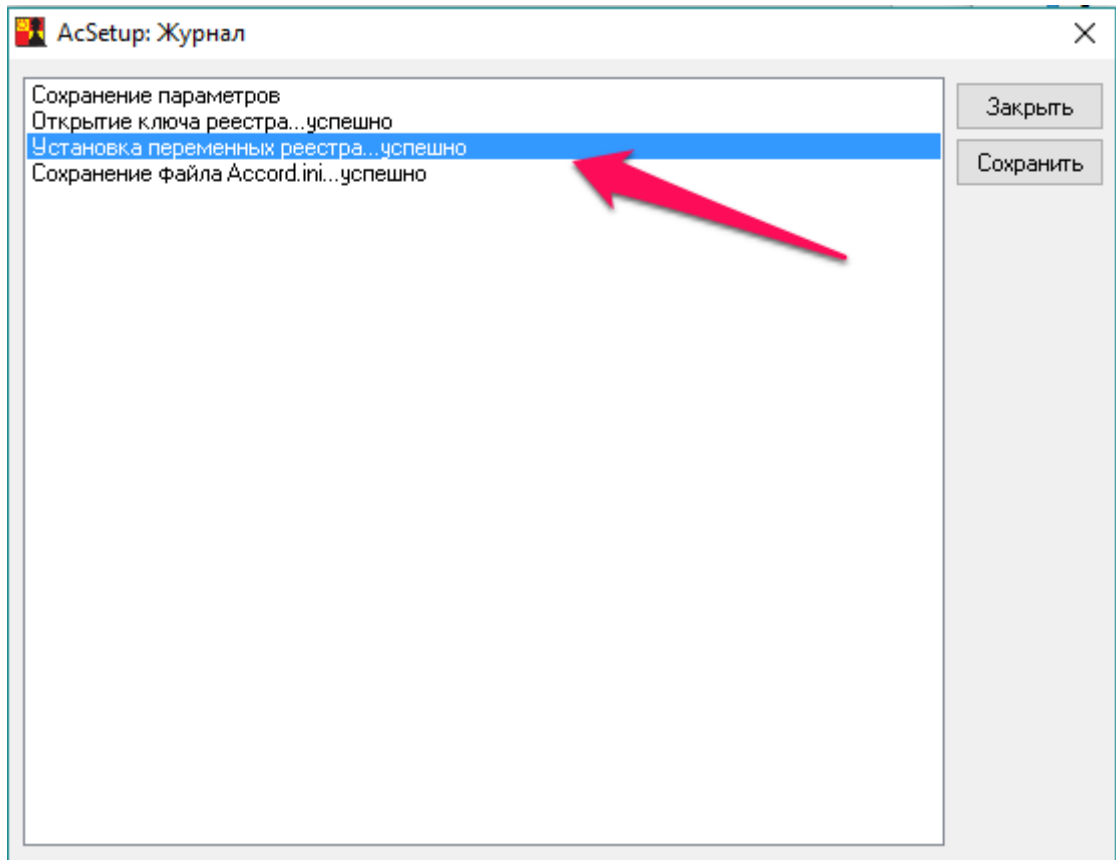 AcSetup: Журнал
Сохранение параметров
Открытие ключа реестра...успешно
Установка переменных реестра...успешно
Сохранение файла Accord.ini...успешно
Закрыть
Сохранить